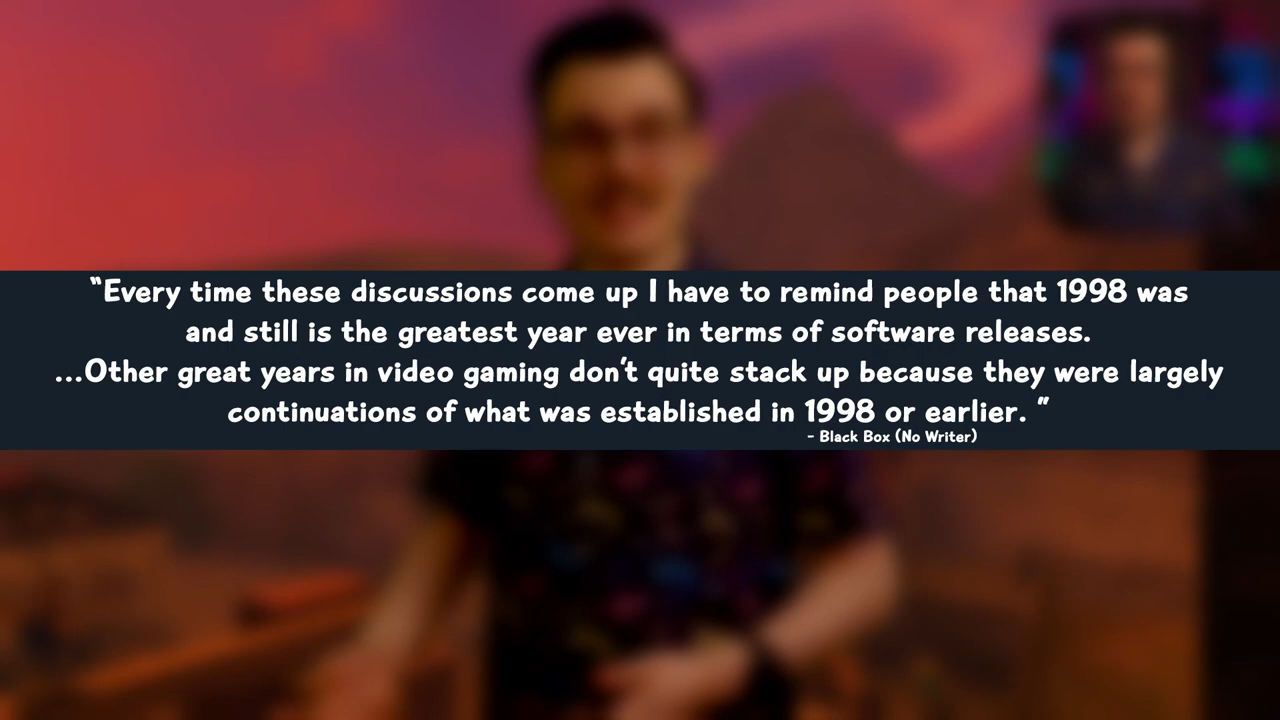 "Every time these discussions come up I have to remind people that 1998 was
and still is the greatest year ever in terms of software releases.
...Other great years in video gaming don't quite stack up because they were largely
continuations of what was established in 1998 or earlier. "
- Black Box (No Writer)